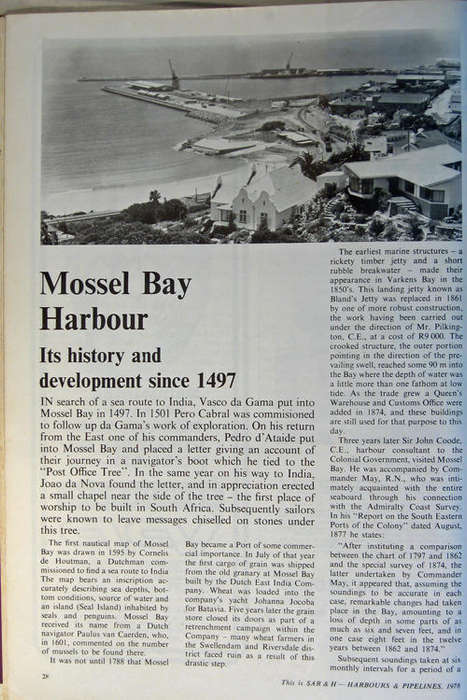 Mossel Bay
Harbour
Its history and
development since 1497
IN search of a sea route to India, Vasco da Gama put into
Mossel Bay in 1497. In 1501 Pero Cabral was commisioned
to follow up da Gama's work of exploration. On his return
from the East one of his commanders, Pedro d'Ataide put
into Mossel Bay and placed a letter giving an account of
their journey in a navigator's boot which he tied to the
"Post Office Tree". In the same year on his way to India,
Joao da Nova found the letter, and in appreciation erected
a small chapel near the side of the tree – the first place of
worship to be built in South Africa. Subsequently sailors
were known to leave messages chiselled on stones under
this tree.
The first nautical map of Mossel
Bay was drawn in 1595 by Cornelis
de Houtman, a Dutchman com-
missioned to find a sea route to India
The map bears an inscription ac-
curately describing sea depths, bot-
tom conditions, source of water and
an island (Seal Island) inhabited by
seals and penguins. Mossel Bay
received its name from a Dutch
navigator Paulus van Caerden, who,
in 1601, commented on the number
of mussels to be found there.
It was not until 1788 that Mossel
Bay became a Port of some commer-
cial importance. In July of that year
the first cargo of grain was shipped
from the old granary at Mossel Bay
built by the Dutch East India Com-
pany. Wheat was loaded into the
company's yacht Johanna Jocoba
for Batavia. Five years later the grain
store closed its doors as part of a
retrenchment campaign within the
Company – many wheat farmers in
the Swellendam and Riversdale dis-
trict faced ruin as a result of this
drastic step.
The earliest marine structures – a
rickety timber jetty and a short
rubble breakwater – made their
appearance in Varkens Bay in the
1850's. This landing jetty known as
Bland's Jetty was replaced in 1861
by one of more robust construction,
the work having been carried out
under the direction of Mr. Pilking-
ton, C.E., at a cost of R9 000. The
crooked structure, the outer portion
pointing in the direction of the pre-
vailing swell, reached some 90 m into
the Bay where the depth of water was
a little more than one fathom at low
tide. As the trade grew a Queen's
Warehouse and Customs Office were
added in 1874, and these buildings
are still used for that purpose to this
day.
Three years later Sir John Coode,
C.E., harbour consultant to the
Colonial Government, visited Mossel
Bay. He was accompanied by Com-
mander May, R.N., who was inti-
mately acquainted with the entire
seaboard through his connection
with the Admiralty Coast Survey.
In his "Report on the South Eastern
Ports of the Colony" dated August,
1877 he states:
"After instituting a comparison
between the chart of 1797 and 1862
and the special survey of 1874, the
latter undertaken by Commander
May, it appeared that, assuming the
soundings to be accurate in each
case, remarkable changes had taken
place in the Bay, amounting to a
loss of depth in some parts of as
much as six and seven feet, and in
one case eight feet in the twelve
years between 1862 and 1874."
Subsequent soundings taken at six
monthly intervals for a period of a
28
This is SAR & H — HARBOURS & PIPELINES, 1978